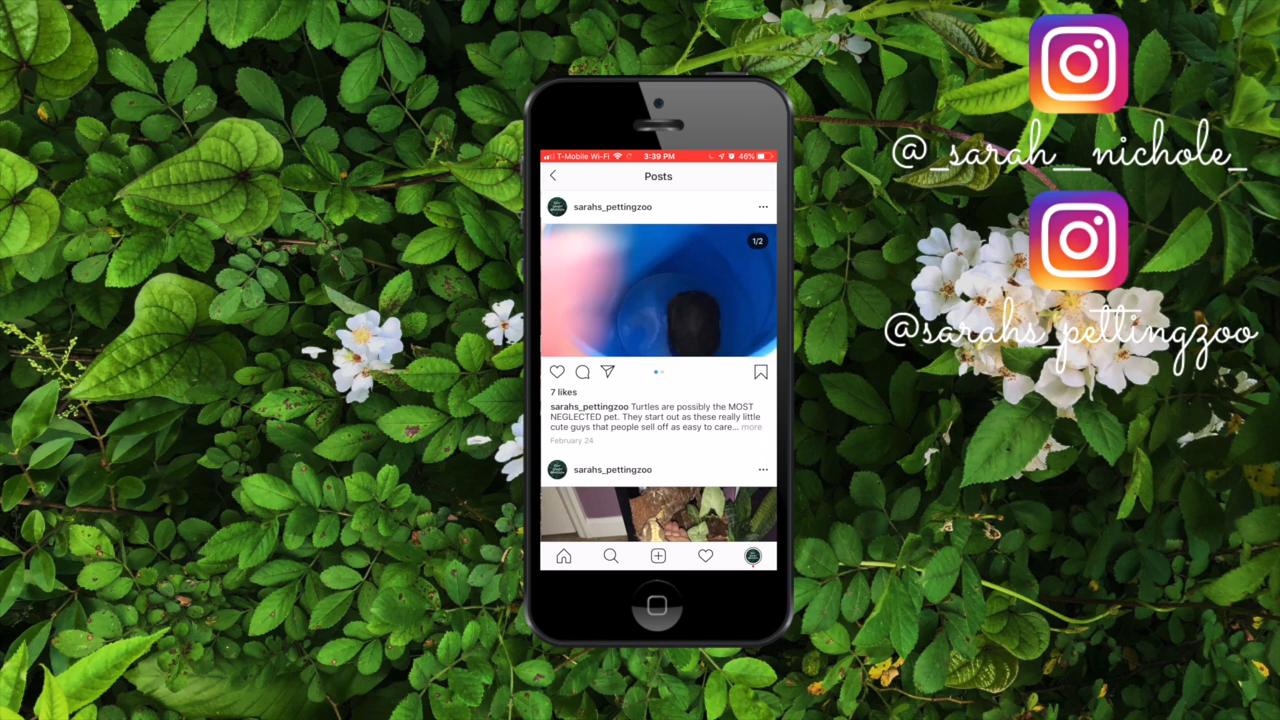 T-Mobile Wi-Fi 3:39 PM 46%
Posts
sarahs_pettingzoo
1/2
7 likes
sarahs_pettingzoo Turtles are possibly the MOST
NEGLECTED pet. They start out as these really little
cute guys that people sell off as easy to care... more
February 24
sarahs_pettingzoo
@_sarah__nichole_
@sarahs_pettingzoo